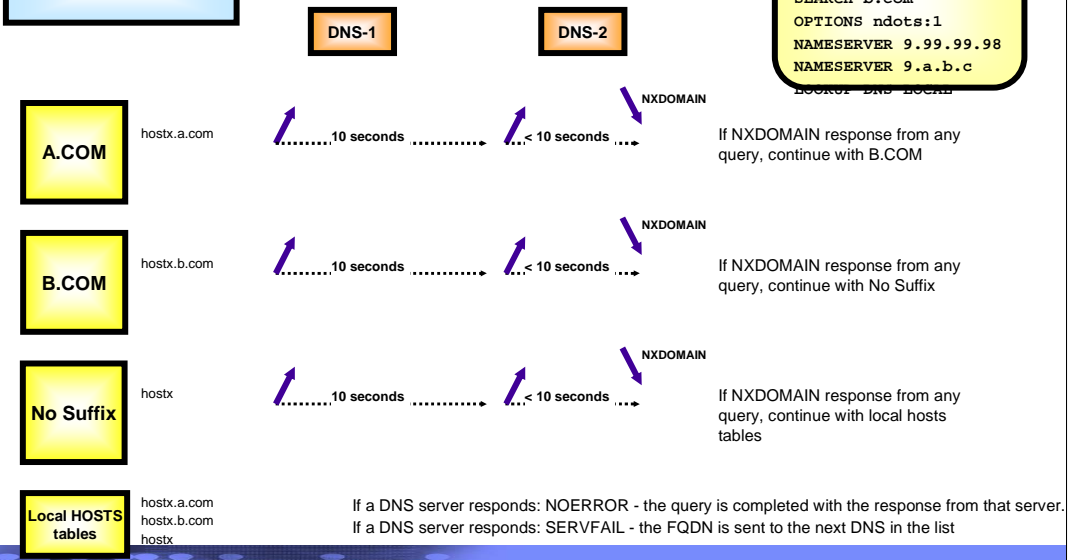 SEARCH b.com
OPTIONS ndots:1
NAMESERVER 9.99.99.98
NAMESERVER 9.a.b.c
LOOKUP DNS LOCAL
DNS-1
DNS-2
A.COM
hostx.a.com
10 seconds
< 10 seconds
NXDOMAIN
If NXDOMAIN response from any
query, continue with B.COM
B.COM
hostx.b.com
10 seconds
< 10 seconds
NXDOMAIN
If NXDOMAIN response from any
query, continue with No Suffix
No Suffix
hostx
10 seconds
< 10 seconds
NXDOMAIN
If NXDOMAIN response from any
query, continue with local hosts
tables
Local HOSTS
tables
hostx.a.com
hostx.b.com
hostx
If a DNS server responds: NOERROR - the query is completed with the response from that server.
If a DNS server responds: SERVFAIL - the FQDN is sent to the next DNS in the list